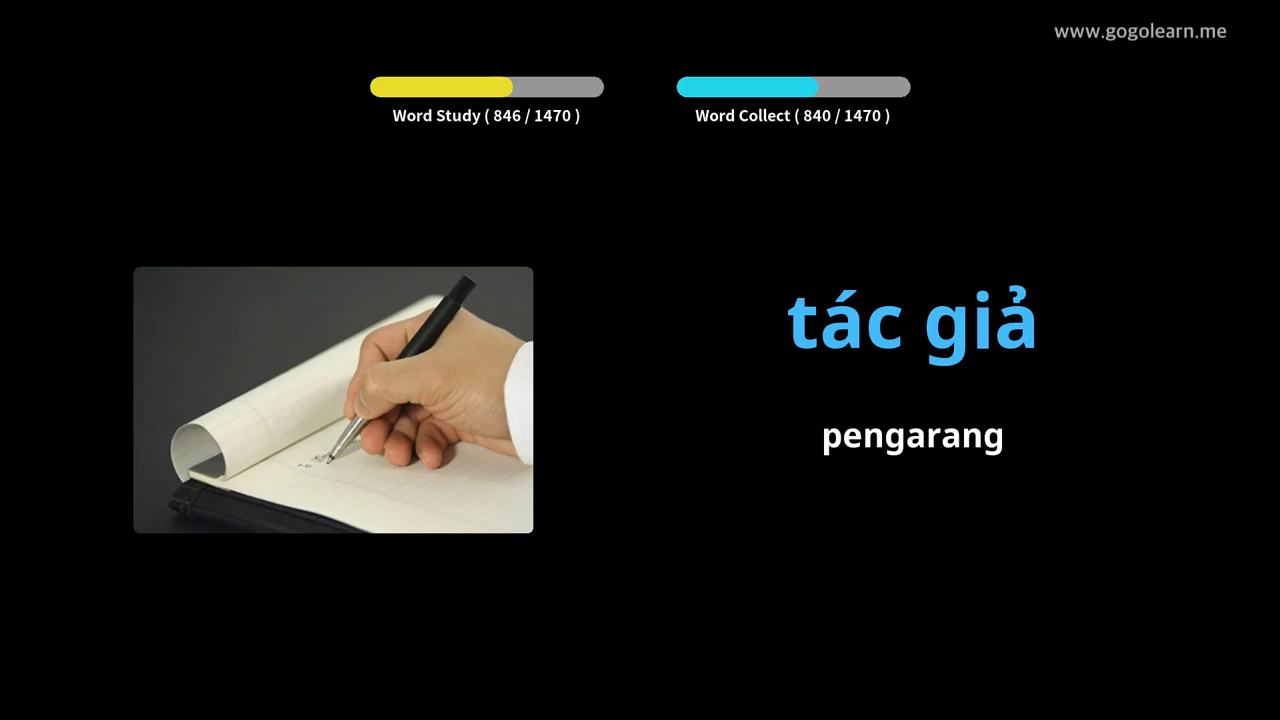 www.gogolearn.me
Word Study ( 846 / 1470 )
Word Collect ( 840 / 1470 )
tác giả
pengarang